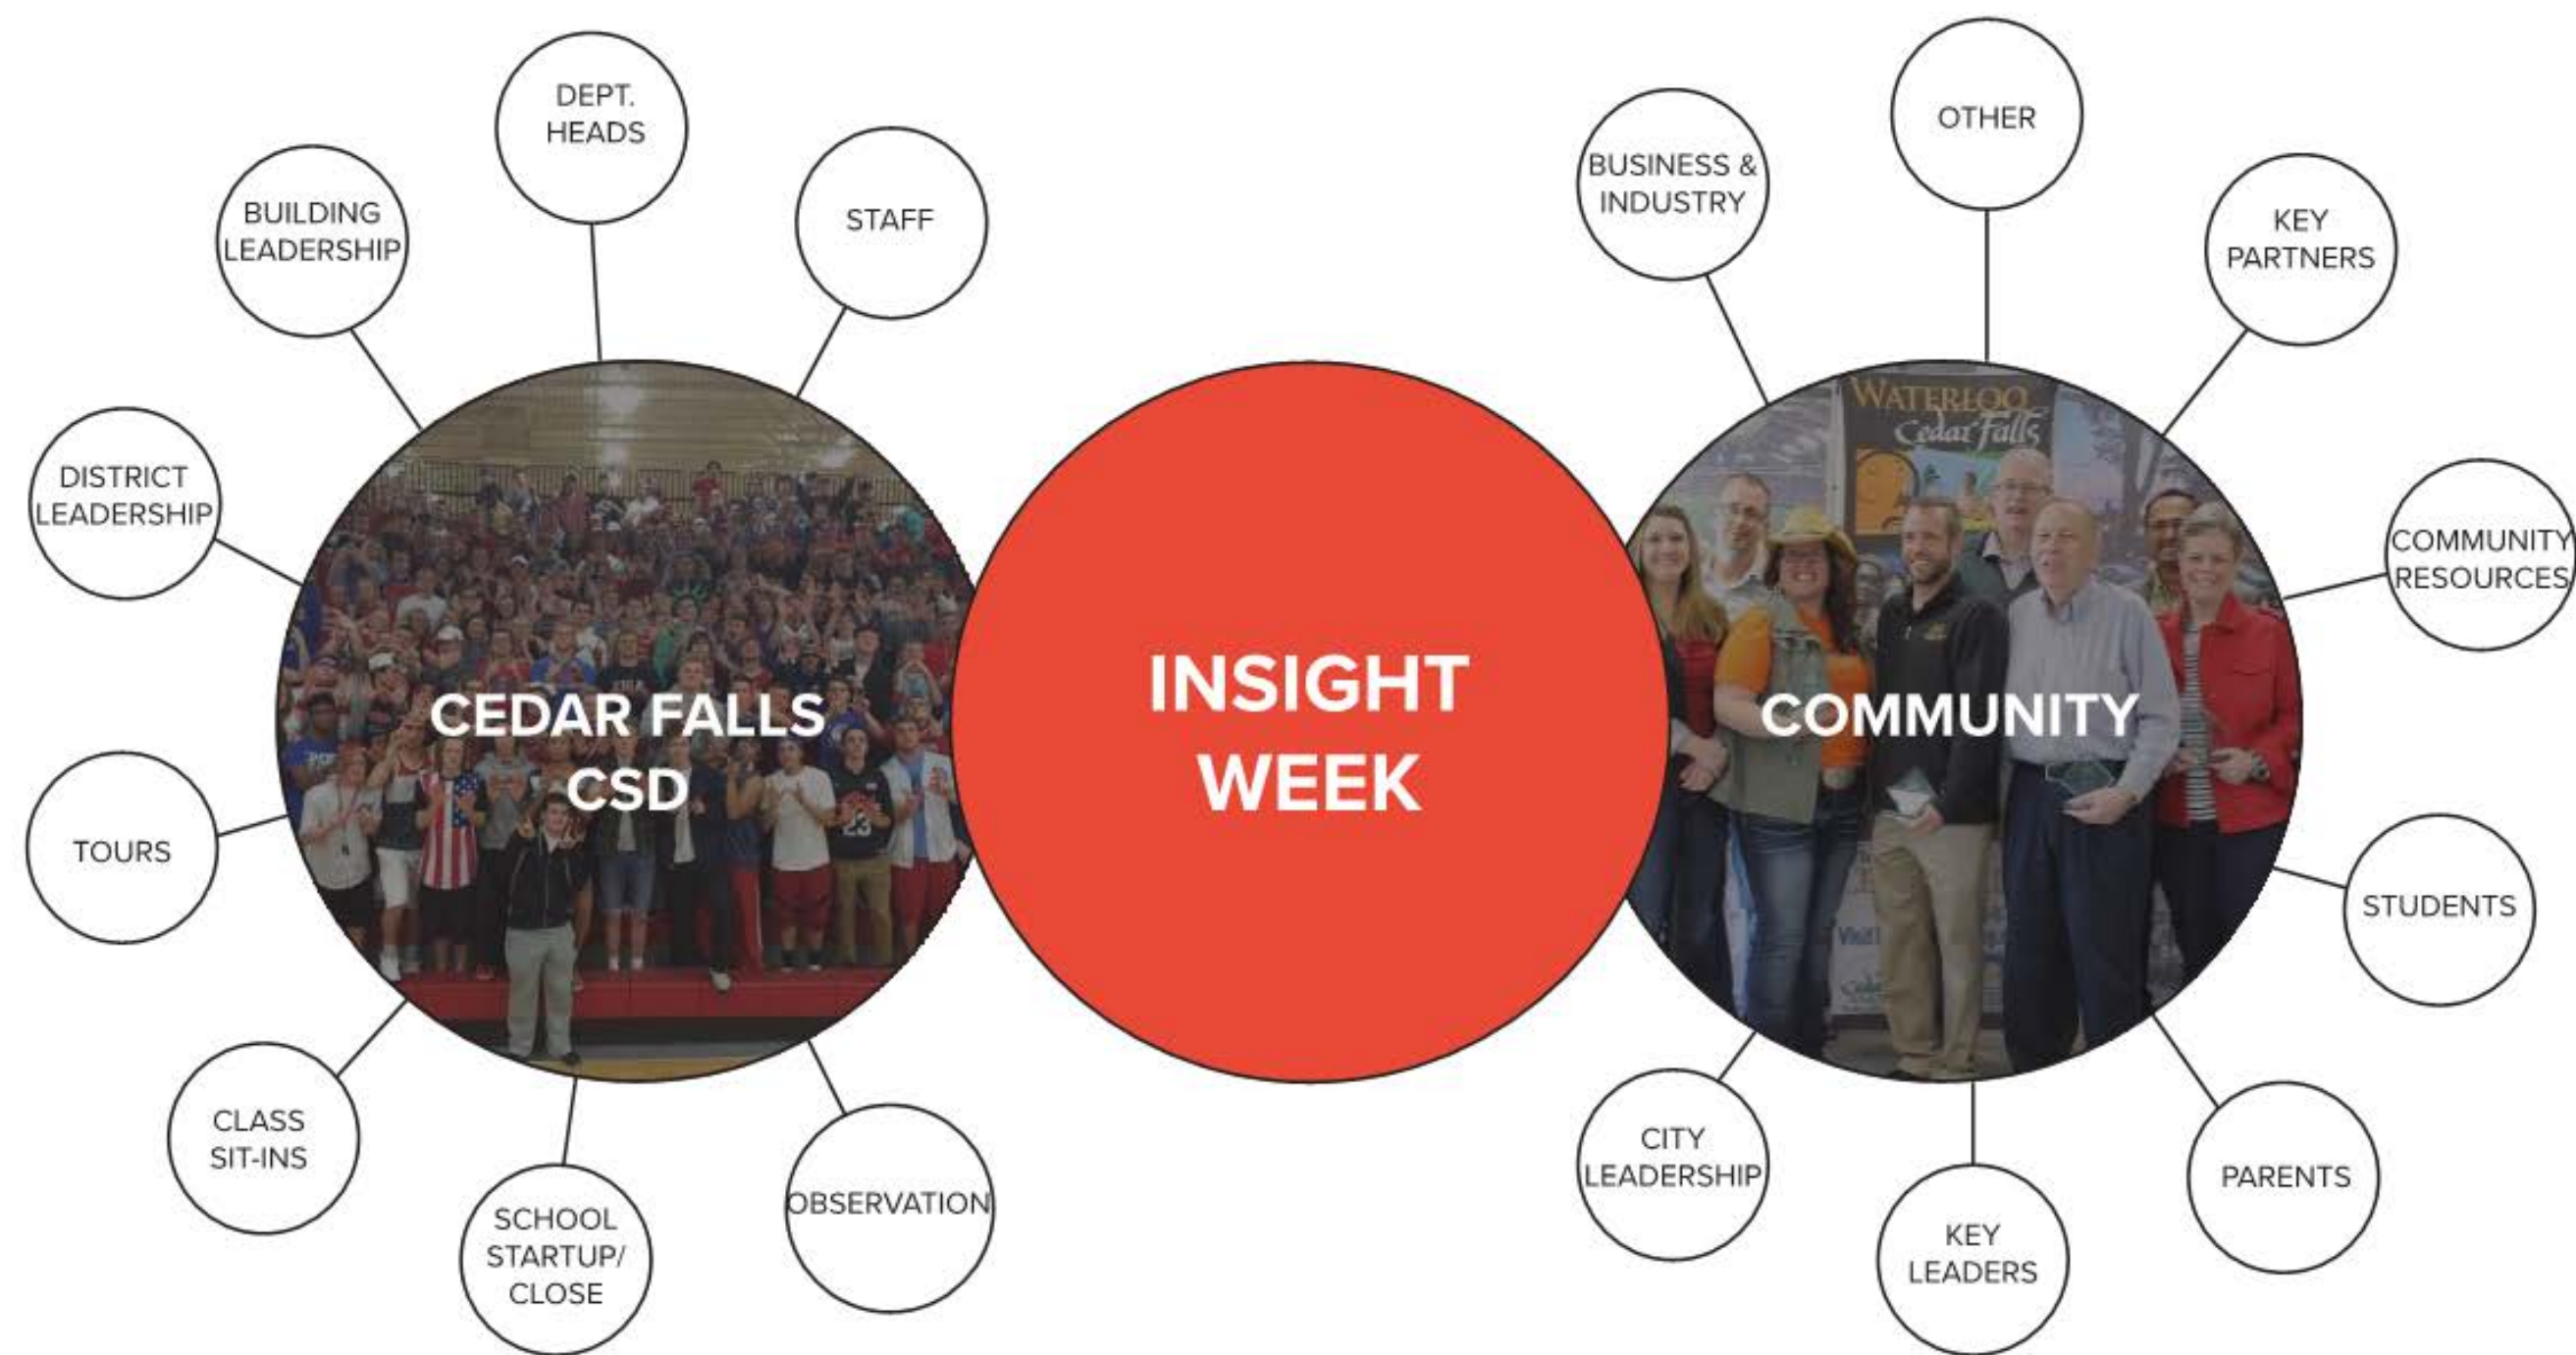 DEPT.
HEADS
STAFF
BUILDING
LEADERSHIP
DISTRICT
LEADERSHIP
TOURS
CLASS
SIT-INS
SCHOOL
STARTUP/
CLOSE
OBSERVATION
CEDAR FALLS
CSD
23
INSIGHT
WEEK
BUSINESS &
INDUSTRY
OTHER
KEY
PARTNERS
COMMUNITY
RESOURCES
STUDENTS
PARENTS
KEY
LEADERS
CITY
LEADERSHIP
WATERLOO
Cedar Falls
COMMUNITY